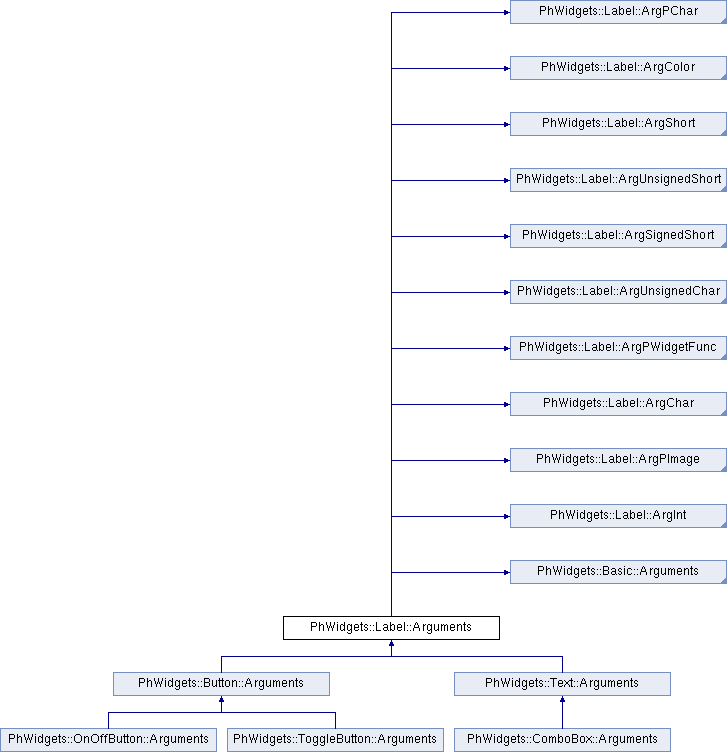 PhWidgets::Label::ArgPChar
PhWidgets::Label::ArgColor
PhWidgets::Label::ArgShort
PhWidgets::Label::ArgUnsignedShort
PhWidgets::Label::ArgSignedShort
PhWidgets::Label::ArgUnsignedChar
PhWidgets::Label::ArgPWidgetFunc
PhWidgets::Label::ArgChar
PhWidgets::Label::ArgPImage
PhWidgets::Label::ArgInt
PhWidgets::Basic::Arguments
PhWidgets::Label::Arguments
PhWidgets::Button::Arguments
PhWidgets::Text::Arguments
PhWidgets::OnOffButton::Arguments
PhWidgets::ToggleButton::Arguments
PhWidgets::ComboBox::Arguments